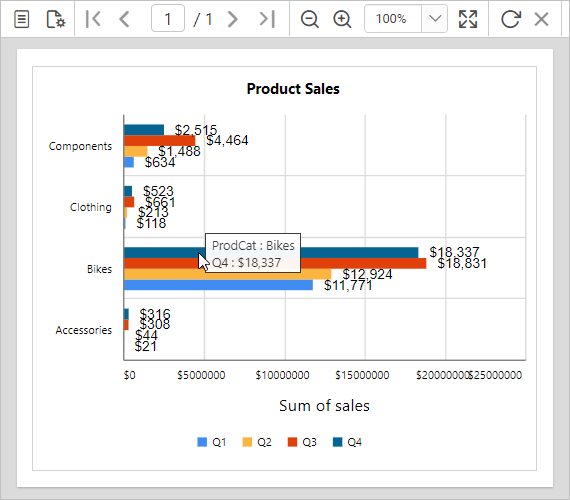 1 / 1 100%
Product Sales
Components
$2,515
$4,464
$1,488
$634
Clothing
$523
$661
$213
$118
Bikes
$18,337
$18,831
$12,924
$11,771
ProdCat : Bikes
Q4 : $18,337
Accessories
$316
$308
$44
$21
$0 $5000000 $10000000 $15000000 $20000000 $25000000
Sum of sales
Q1 Q2 Q3 Q4